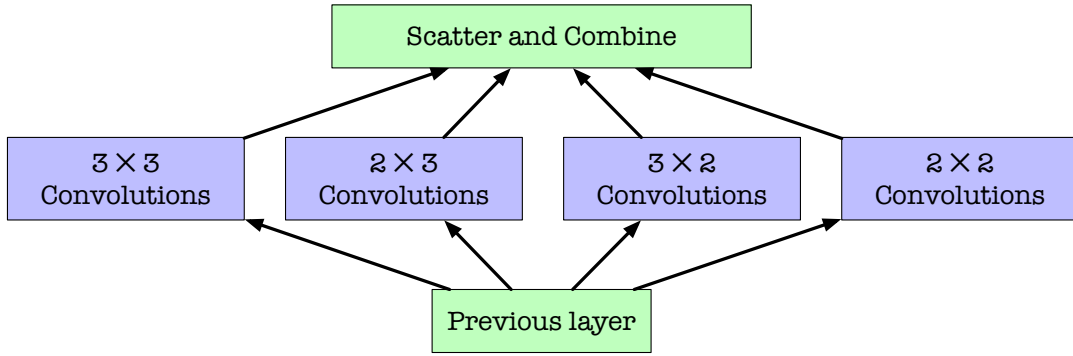 Scatter and Combine
3 × 3
Convolutions
2 × 3
Convolutions
3 × 2
Convolutions
2 × 2
Convolutions
Previous layer